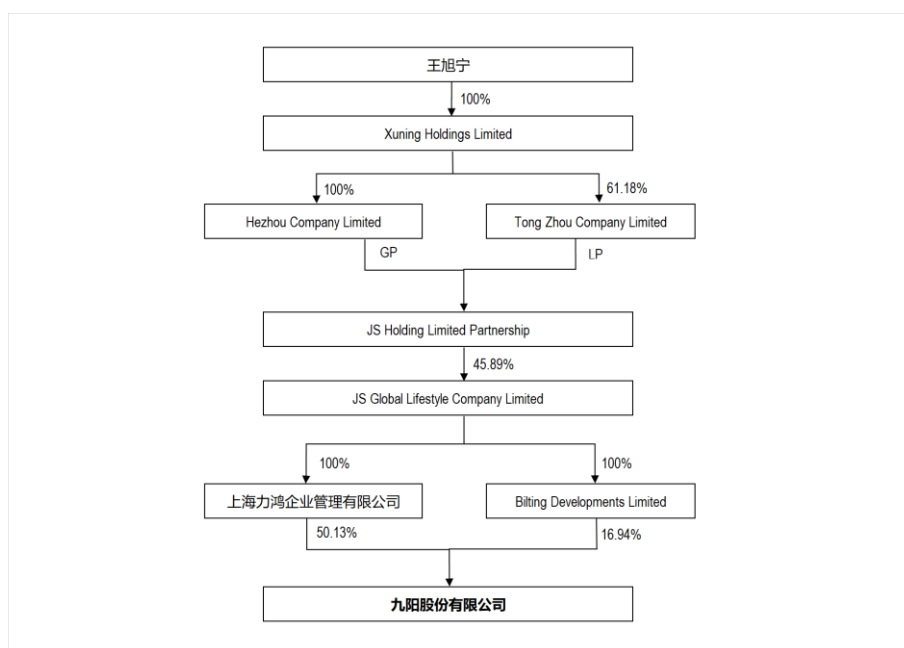 王旭宁
100%
Xuning Holdings Limited
100%
61.18%
Hezhou Company Limited
Tong Zhou Company Limited
GP
LP
JS Holding Limited Partnership
45.89%
JS Global Lifestyle Company Limited
100%
100%
上海力鸿企业管理有限公司
Bilting Developments Limited
50.13%
16.94%
九阳股份有限公司